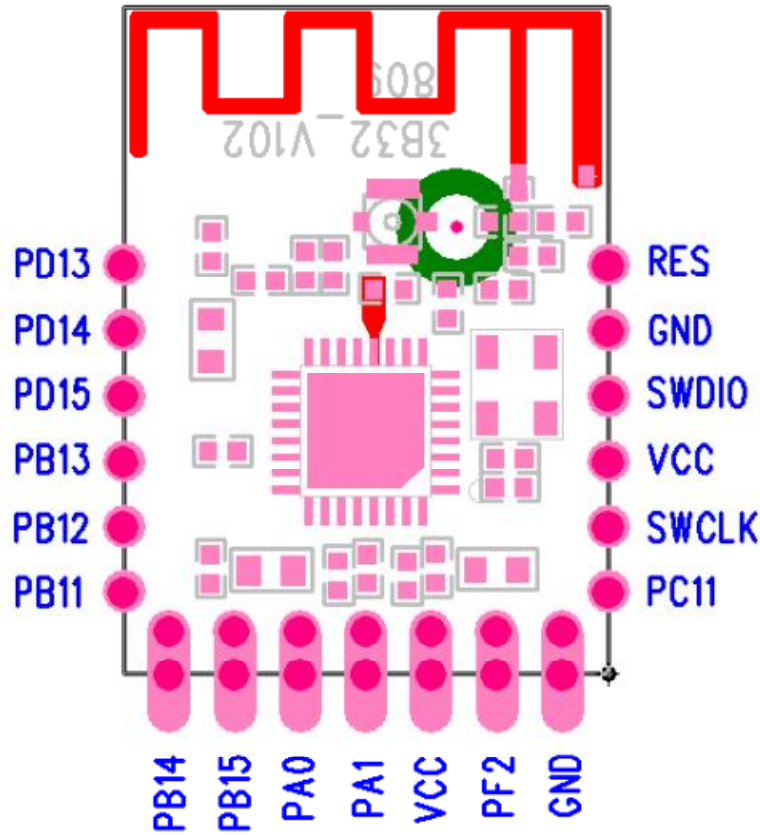 809
3B32_V102
PD13
RES
PD14
GND
PD15
SWDIO
PB13
VCC
PB12
SWCLK
PB11
PC11
PB14
PB15
PA0
PA1
VCC
PF2
GND